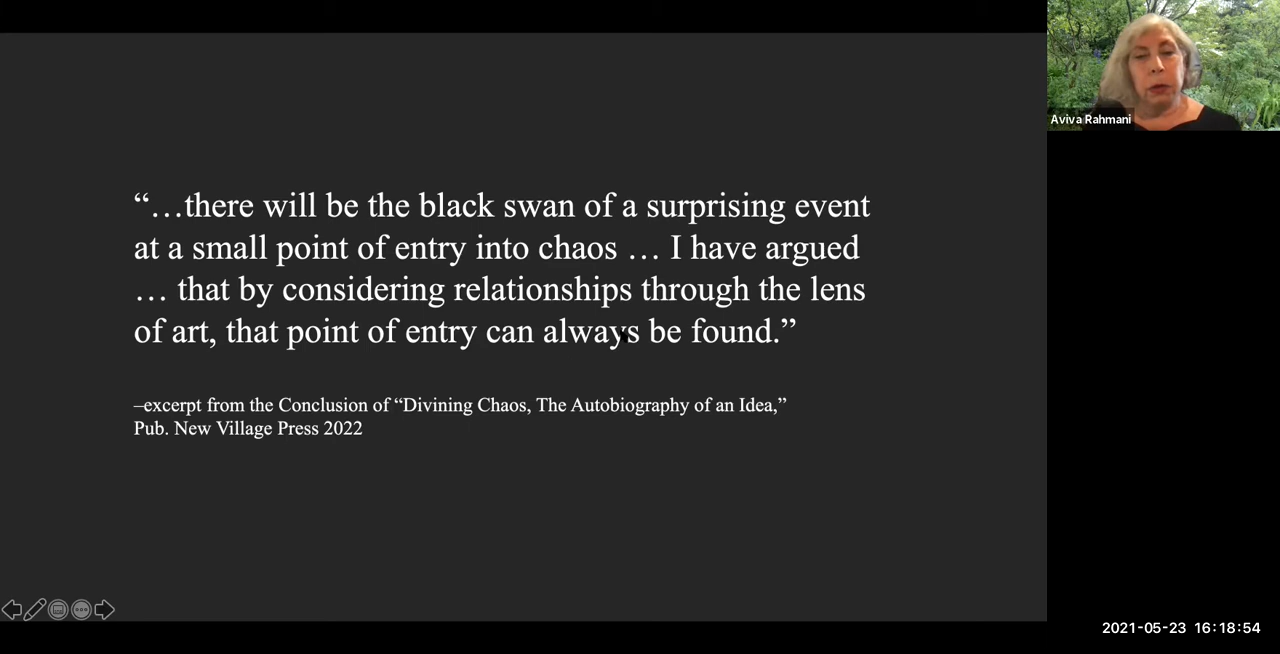 “…there will be the black swan of a surprising event
at a small point of entry into chaos … I have argued
… that by considering relationships through the lens
of art, that point of entry can always be found.”
–excerpt from the Conclusion of “Divining Chaos, The Autobiography of an Idea,”
Pub. New Village Press 2022
Aviva Rahmani
2021-05-23 16:18:54